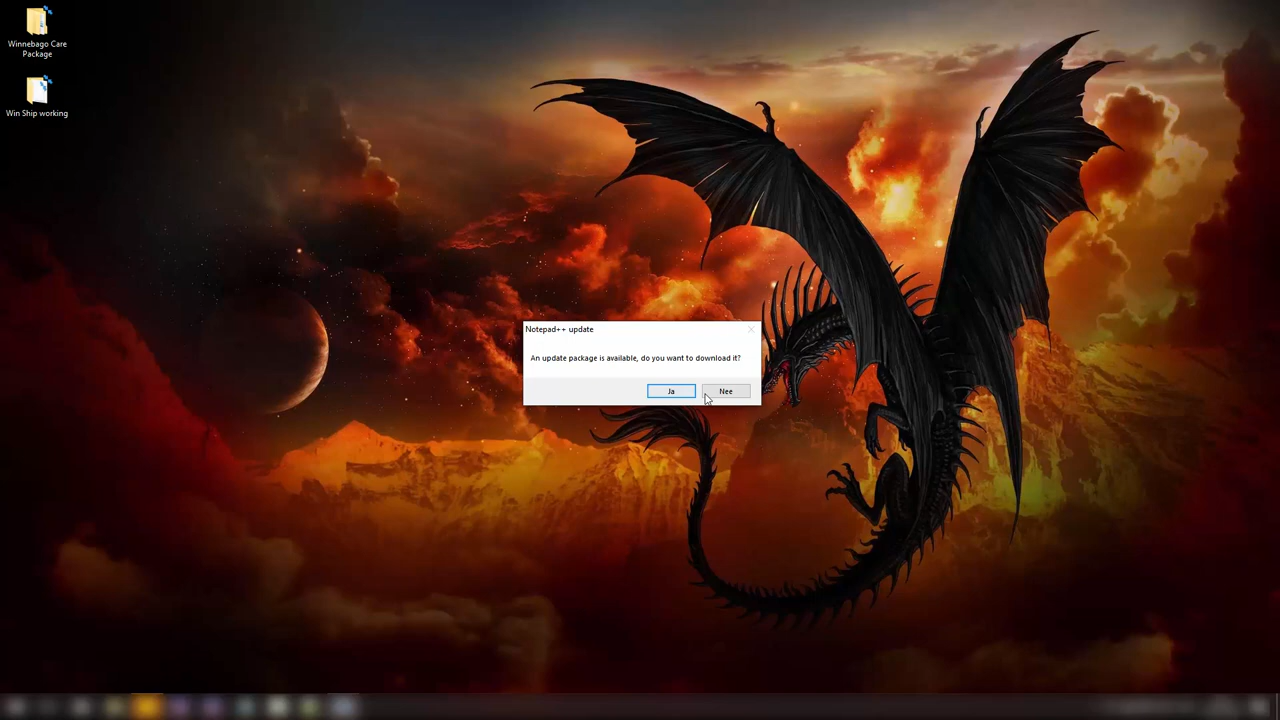 Winnebago Care
Package
Win Ship working
Notepad++ update
An update package is available, do you want to download it?
Ja
Nee